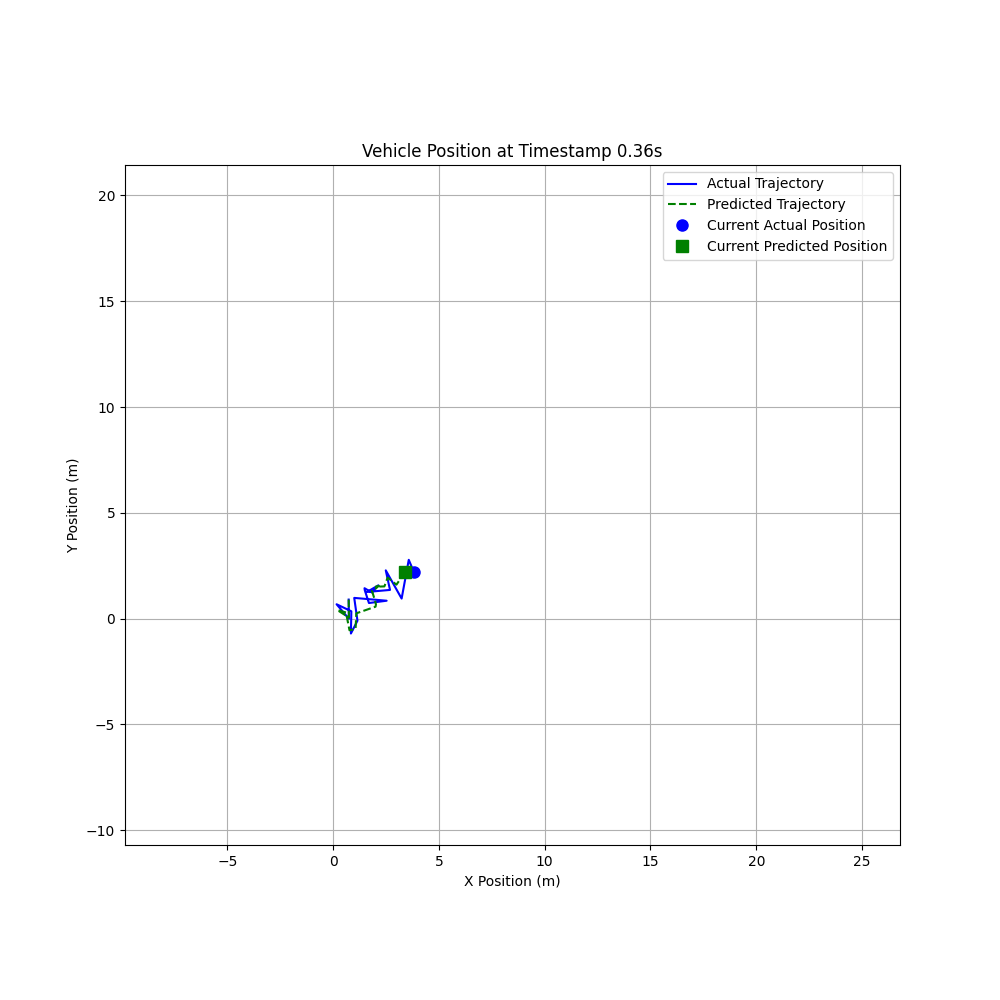 Vehicle Position at Timestamp 0.36s
Actual Trajectory
Predicted Trajectory
Current Actual Position
Current Predicted Position
20
15
10
5
0
−5
−10
Y Position (m)
−5 0 5 10 15 20 25
X Position (m)